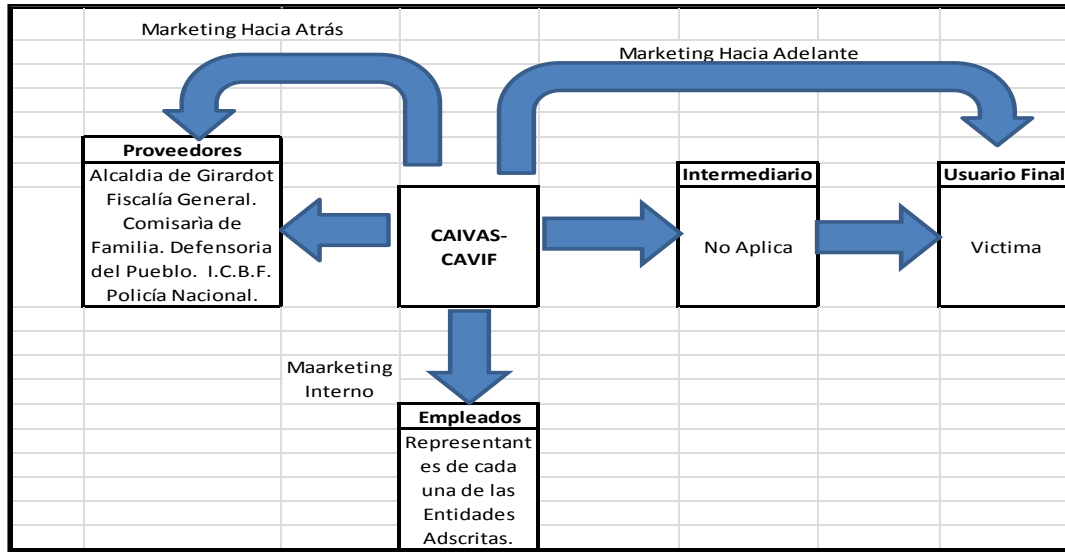 Marketing Hacia Atrás
Marketing Hacia Adelante
Proveedores
Alcaldia de Girardot
Fiscalía General.
Comisarìa de
Familia. Defensoria
del Pueblo. I.C.B.F.
Policía Nacional.
CAIVAS-
CAVIF
Intermediario
No Aplica
Usuario Final
Victima
Maarketing
Interno
Empleados
Representant
es de cada
una de las
Entidades
Adscritas.